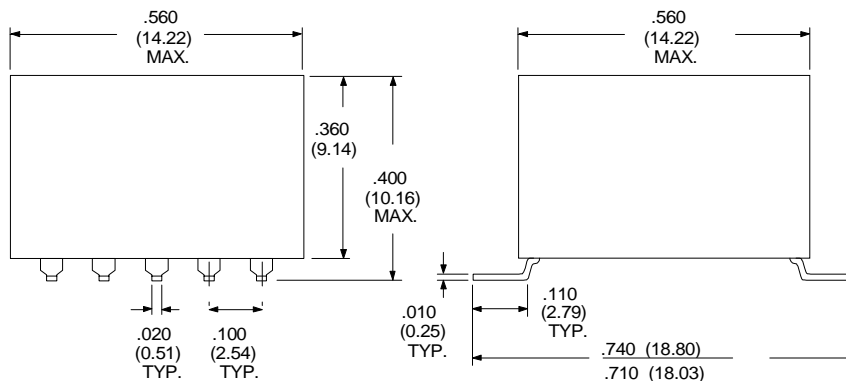 .560
(14.22)
MAX.
.560
(14.22)
MAX.
.360
(9.14)
.400
(10.16)
MAX.
.020
(0.51)
TYP.
.100
(2.54)
TYP.
.010
(0.25)
TYP.
.110
(2.79)
TYP.
.740 (18.80)
.710 (18.03)